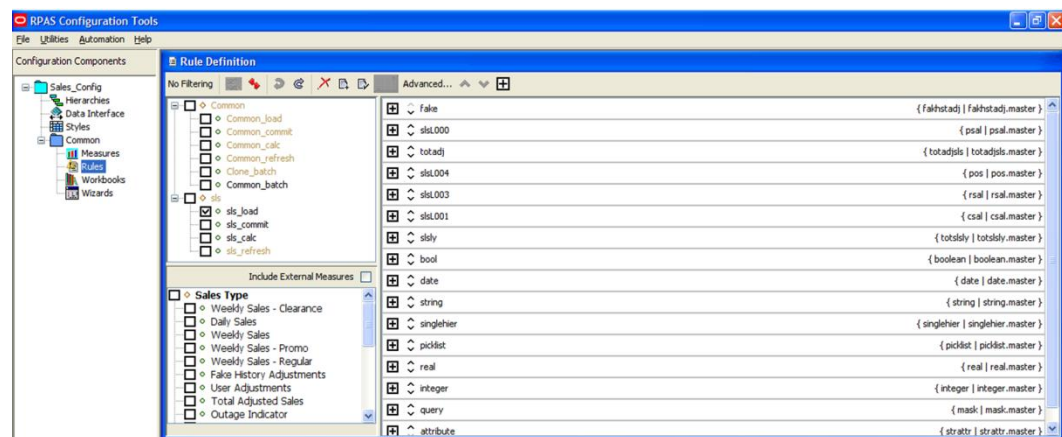 RPAS Configuration Tools
File Utilities Automation Help
Configuration Components
Sales_Config
Hierarchies
Data Interface
Styles
Common
Measures
Rules
Workbooks
Wizards
Rule Definition
No Filtering Advanced...
Common
Common_load
Common_commit
Common_calc
Common_refresh
Clone_batch
Common_batch
sls
sls_load
sls_commit
sls_calc
sls_refresh
Include External Measures
Sales Type
Weekly Sales - Clearance
Daily Sales
Weekly Sales
Weekly Sales - Promo
Weekly Sales - Regular
Fake History Adjustments
User Adjustments
Total Adjusted Sales
Outage Indicator
fake { fakhstadj | fakhstadj.master }
slsL000 { psal | psal.master }
totadj { totadjsls | totadjsls.master }
slsL004 { pos | pos.master }
slsL003 { rsal | rsal.master }
slsL001 { csal | csal.master }
slsly { totslsly | totslsly.master }
bool { boolean | boolean.master }
date { date | date.master }
string { string | string.master }
singlehier { singlehier | singlehier.master }
picklist { picklist | picklist.master }
real { real | real.master }
integer { integer | integer.master }
query { mask | mask.master }
attribute { strattr | strattr.master }